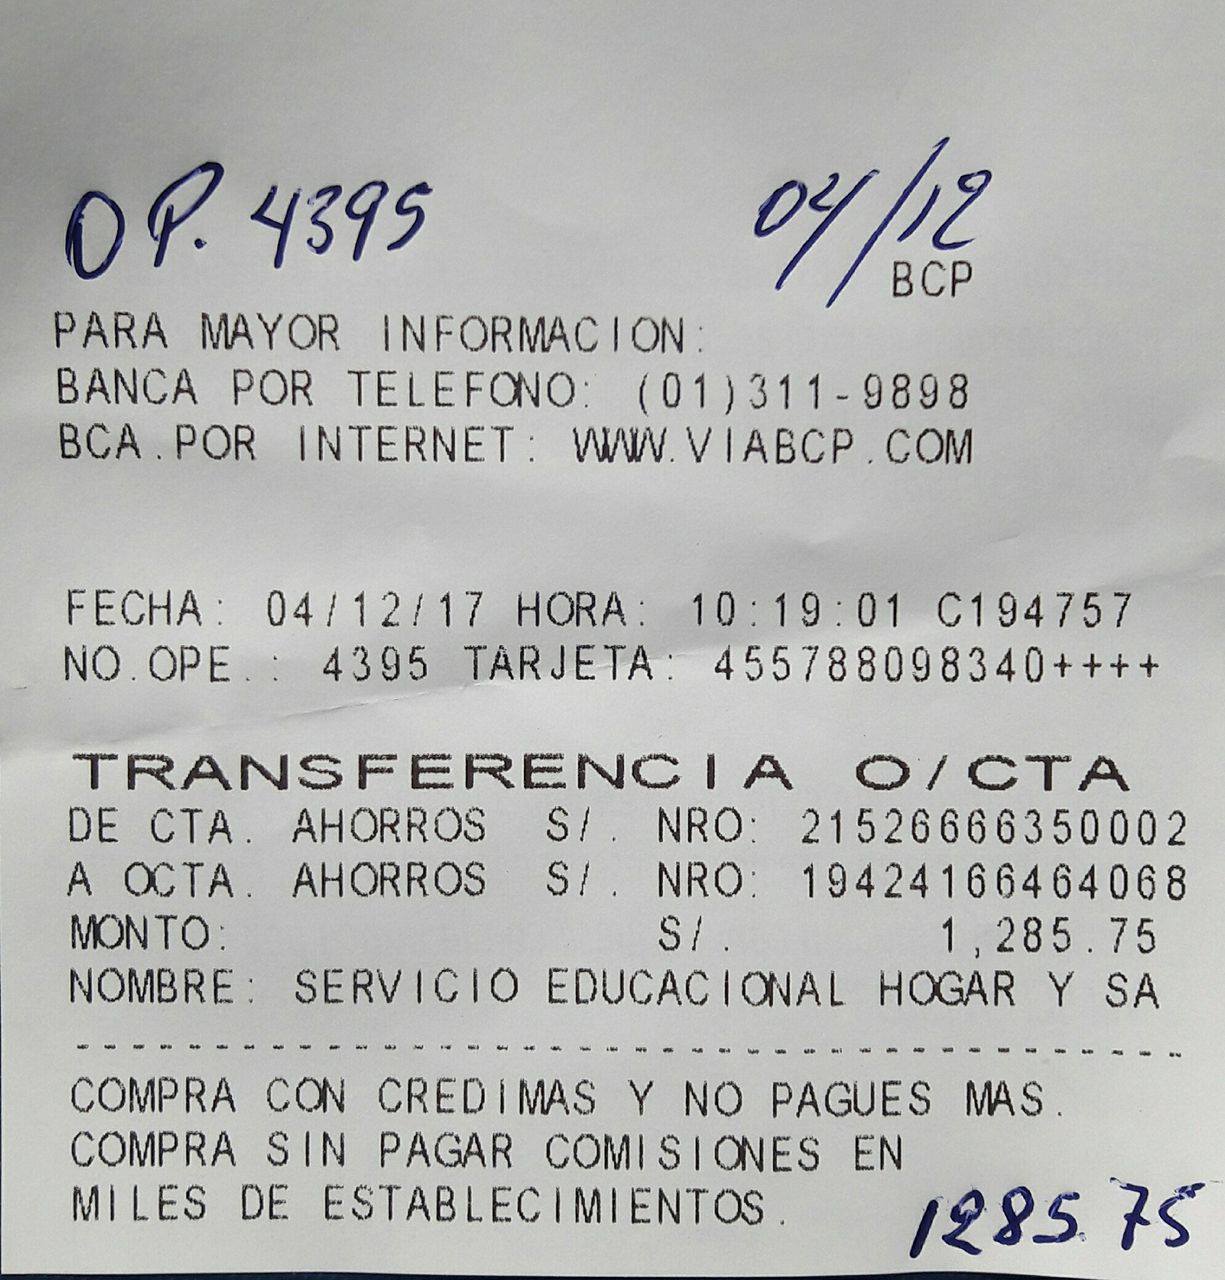 OP. 4395 04/12
BCP
PARA MAYOR INFORMACION:
BANCA POR TELEFONO: (01)311-9898
BCA.POR INTERNET: WWW.VIABCP.COM
FECHA: 04/12/17 HORA: 10:19:01 C194757
NO.OPE.: 4395 TARJETA: 455788098340++++
TRANSFERENCIA O/CTA
DE CTA. AHORROS S/. NRO: 21526666350002
A OCTA. AHORROS S/. NRO: 19424166464068
MONTO: S/. 1,285.75
NOMBRE: SERVICIO EDUCACIONAL HOGAR Y SA
--------------------------------------
COMPRA CON CREDIMAS Y NO PAGUES MAS.
COMPRA SIN PAGAR COMISIONES EN
MILES DE ESTABLECIMIENTOS.
1285.75